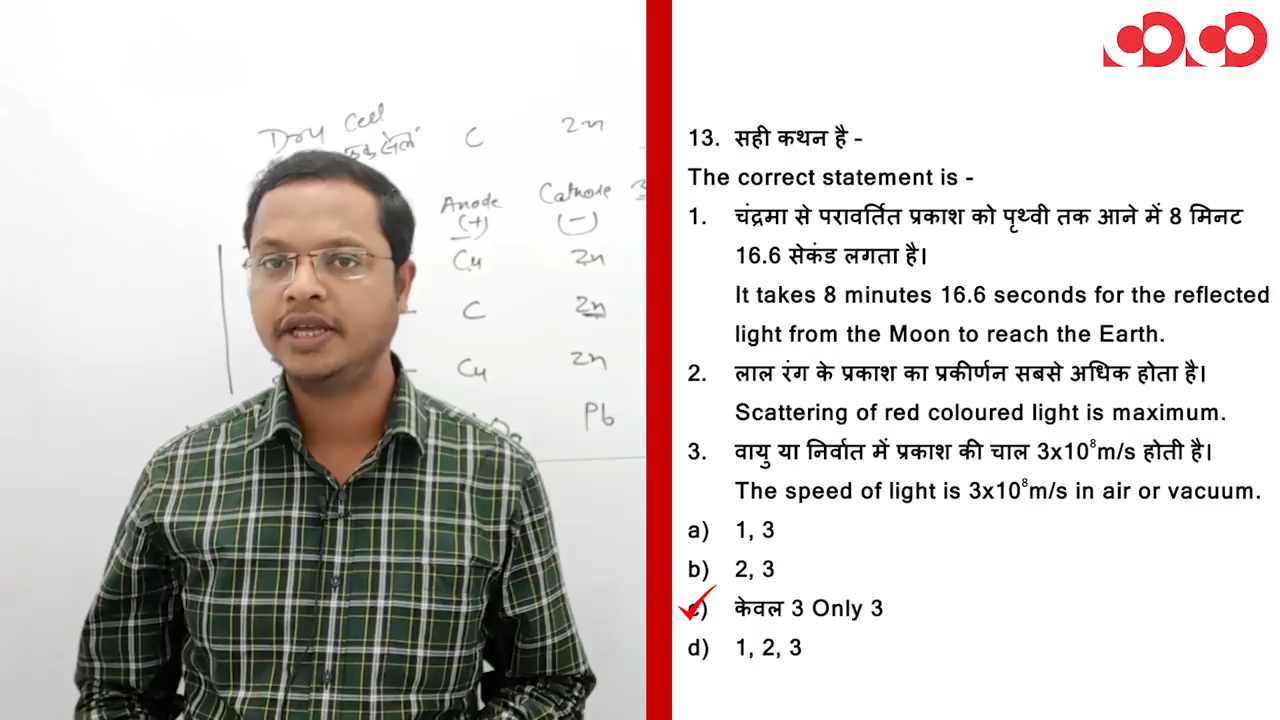 Dry Cell C Zn
Anode Cathode
(+) (-)
Cu Zn
C Zn
Cu Zn
Pb
13. सही कथन है -
The correct statement is -
1. चंद्रमा से परावर्तित प्रकाश को पृथ्वी तक आने में 8 मिनट
16.6 सेकंड लगता है।
It takes 8 minutes 16.6 seconds for the reflected
light from the Moon to reach the Earth.
2. लाल रंग के प्रकाश का प्रकीर्णन सबसे अधिक होता है।
Scattering of red coloured light is maximum.
3. वायु या निर्वात में प्रकाश की चाल 3x10⁸m/s होती है।
The speed of light is 3x10⁸m/s in air or vacuum.
a) 1, 3
b) 2, 3
c) केवल 3 Only 3
d) 1, 2, 3